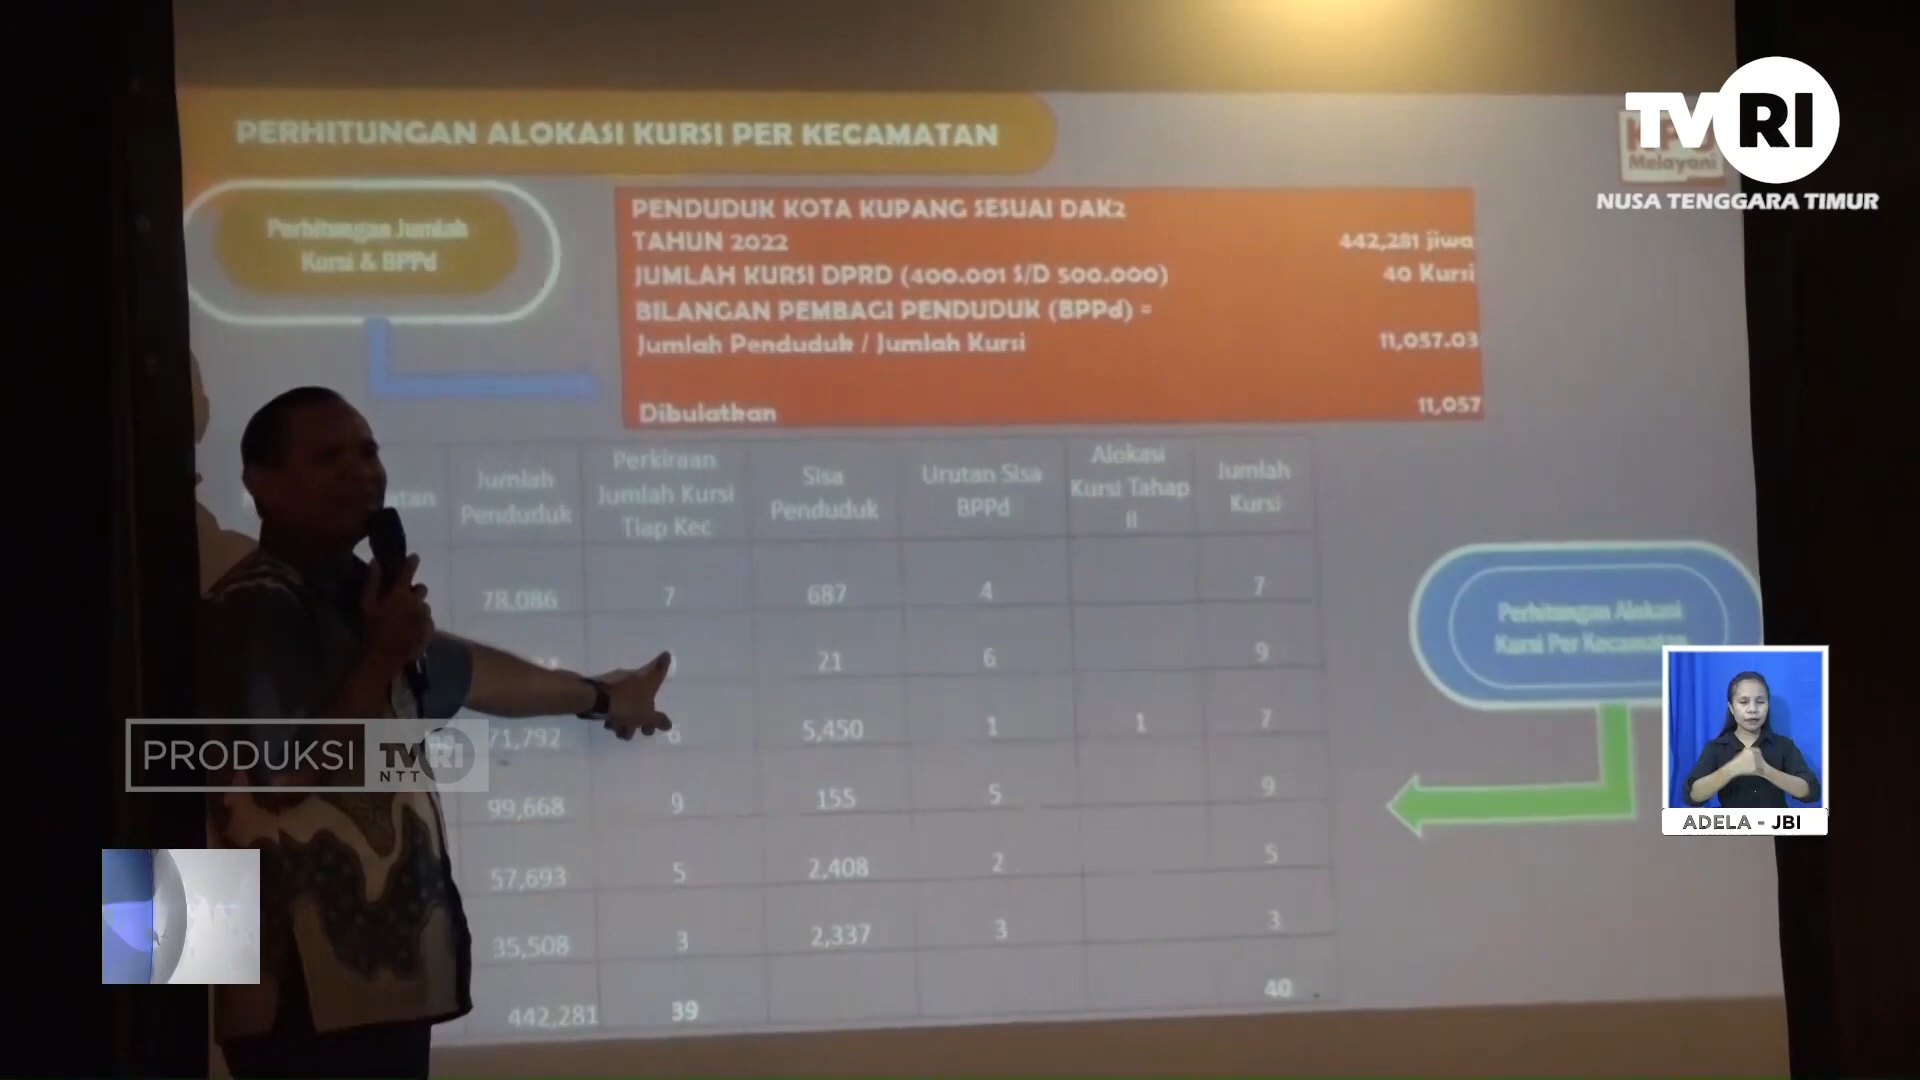 PERHITUNGAN ALOKASI KURSI PER KECAMATAN
TVRI
Melayani
NUSA TENGGARA TIMUR
Perhitungan Jumlah
Kursi & BPPd
PENDUDUK KOTA KUPANG SESUAI DAK2
TAHUN 2022 442,281 jiwa
JUMLAH KURSI DPRD (400.001 S/D 500.000) 40 Kursi
BILANGAN PEMBAGI PENDUDUK (BPPd) =
Jumlah Penduduk / Jumlah Kursi 11,057.03
Dibulatkan 11,057
Jumlah Penduduk Perkiraan Jumlah Kursi Tiap Kec Sisa Penduduk Urutan Sisa BPPd Alokasi Kursi Tahap II Jumlah Kursi
78,086 7 687 4 7
21 6 9
71,792 6 5,450 1 1 7
99,668 9 155 5 9
57,693 5 2,408 2 5
35,508 3 2,337 3 3
442,281 39 40
Perhitungan Alokasi
Kursi Per Kecamatan
PRODUKSI TVRI
NTT
ADELA - JBI